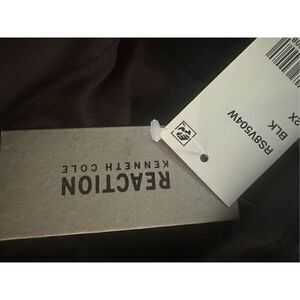 REACTION
KENNETH COLE
RS8V504W
BLK
2X